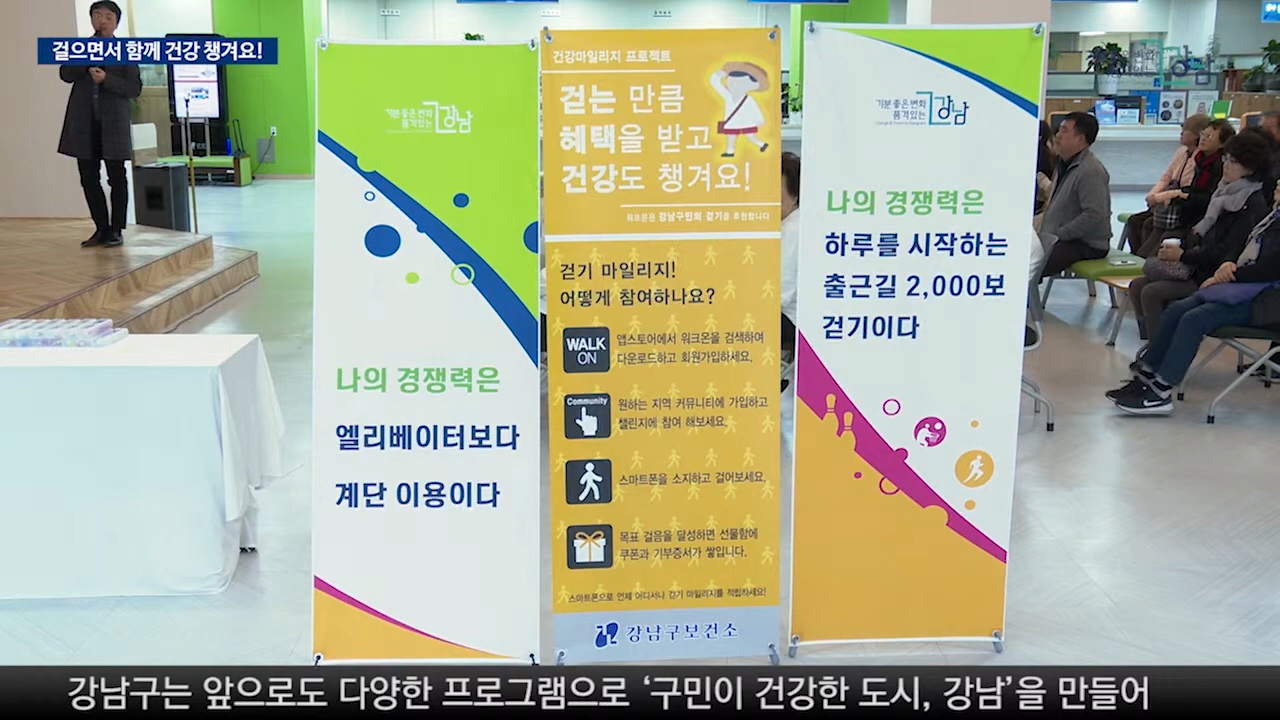 걸으면서 함께 건강 챙겨요!
강남
기분 좋은 변화
품격 있는
강남
나의 경쟁력은
엘리베이터보다
계단 이용이다
건강마일리지 프로젝트
걷는 만큼
혜택을 받고
건강도 챙겨요!
워크온은 강남구민의 걷기를 후원합니다
걷기 마일리지!
어떻게 참여하나요?
WALK
ON
앱스토어에서 워크온을 검색하여
다운로드하고 회원가입하세요.
Community
원하는 지역 커뮤니티에 가입하고
챌린지에 참여 해보세요.
스마트폰을 소지하고 걸어보세요.
목표 걸음을 달성하면 선물함에
쿠폰과 기부증서가 쌓입니다.
스마트폰으로 언제 어디서나 걷기 마일리지를 적립하세요!
강남구보건소
기분 좋은 변화
품격 있는
강남
나의 경쟁력은
하루를 시작하는
출근길 2,000보
걷기이다
강남구는 앞으로도 다양한 프로그램으로 ‘구민이 건강한 도시, 강남’을 만들어